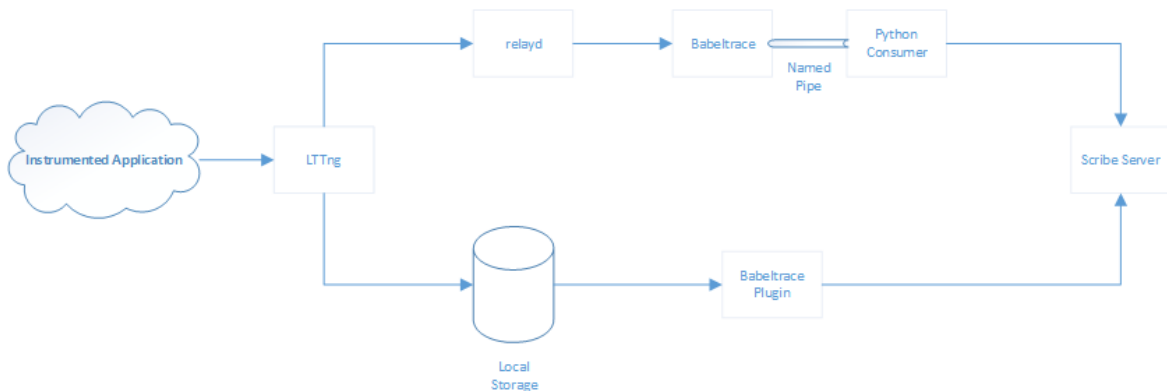 relayd
Babeltrace
Python
Consumer
Named
Pipe
Instrumented Application
LTTng
Scribe Server
Babeltrace
Plugin
Local
Storage